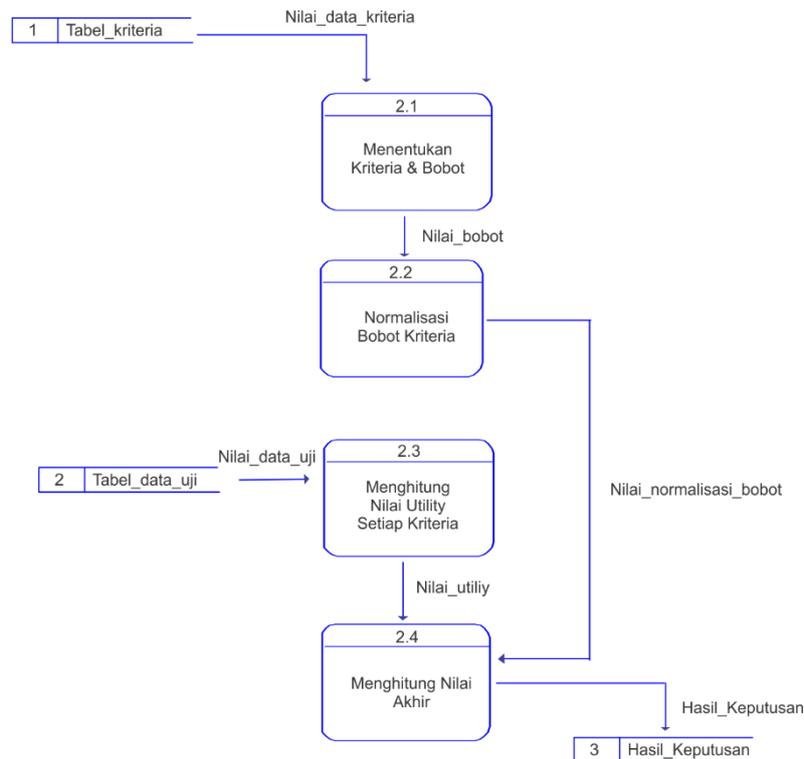 Nilai_data_kriteria
1 Tabel_kriteria
2.1
Menentukan
Kriteria & Bobot
Nilai_bobot
2.2
Normalisasi
Bobot Kriteria
Nilai_data_uji
2 Tabel_data_uji
2.3
Menghitung
Nilai Utility
Setiap Kriteria
Nilai_normalisasi_bobot
Nilai_utiliy
2.4
Menghitung Nilai
Akhir
Hasil_Keputusan
3 Hasil_Keputusan